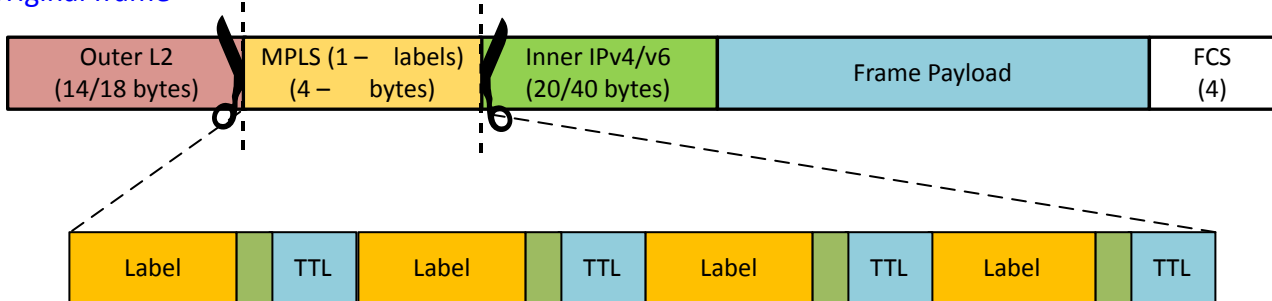 Outer L2
(14/18 bytes)
MPLS (1 – labels)
(4 – bytes)
Inner IPv4/v6
(20/40 bytes)
Frame Payload
FCS
(4)
Label TTL Label TTL Label TTL Label TTL